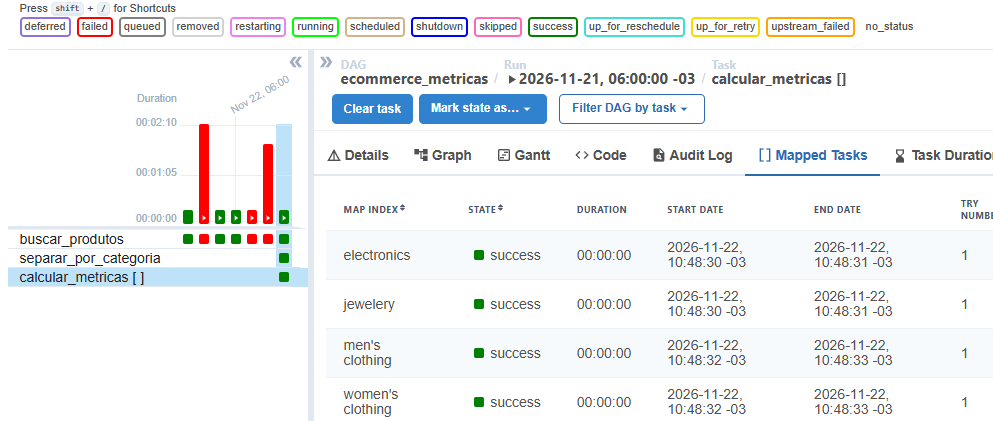 Press shift + / for Shortcuts
deferred failed queued removed restarting running scheduled shutdown skipped success up_for_reschedule up_for_retry upstream_failed no_status
DAG Run Task
ecommerce_metricas / 2026-11-21, 06:00:00 -03 / calcular_metricas []
Clear task Mark state as... Filter DAG by task
Details Graph Gantt Code Audit Log [] Mapped Tasks Task Duration
Duration
Nov 22, 06:00
00:02:10
00:01:05
00:00:00
buscar_produtos
separar_por_categoria
calcular_metricas [ ]
MAP INDEX STATE DURATION START DATE END DATE TRY
NUMBE
electronics success 00:00:00 2026-11-22, 2026-11-22, 1
10:48:30 -03 10:48:31 -03
jewelery success 00:00:00 2026-11-22, 2026-11-22, 1
10:48:30 -03 10:48:31 -03
men's success 00:00:00 2026-11-22, 2026-11-22, 1
clothing 10:48:32 -03 10:48:33 -03
women's success 00:00:00 2026-11-22, 2026-11-22, 1
clothing 10:48:32 -03 10:48:33 -03